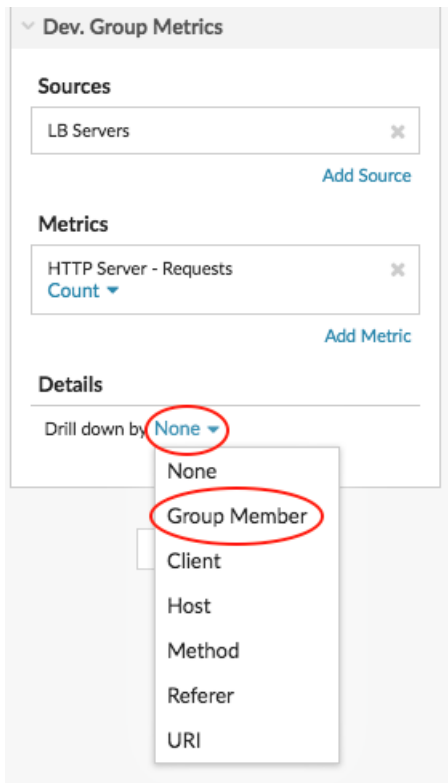 Dev. Group Metrics
Sources
LB Servers
Add Source
Metrics
HTTP Server - Requests
Count
Add Metric
Details
Drill down by None
None
Group Member
Client
Host
Method
Referer
URI